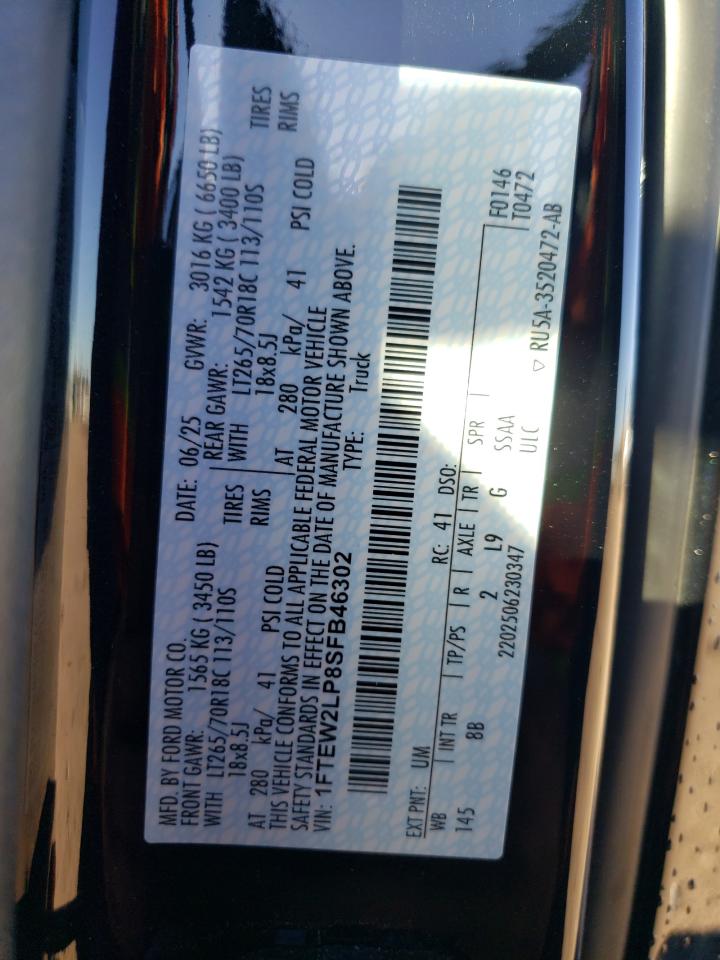 MFD. BY FORD MOTOR CO. DATE: 06/25 GVWR: 3016 KG ( 6650 LB)
FRONT GAWR: 1565 KG ( 3450 LB) REAR GAWR: 1542 KG ( 3400 LB)
WITH LT265/70R18C 113/110S TIRES WITH LT265/70R18C 113/110S TIRES
18x8.5J RIMS 18x8.5J RIMS
AT 280 kPa/ 41 PSI COLD AT 280 kPa/ 41 PSI COLD
THIS VEHICLE CONFORMS TO ALL APPLICABLE FEDERAL MOTOR VEHICLE
SAFETY STANDARDS IN EFFECT ON THE DATE OF MANUFACTURE SHOWN ABOVE.
VIN: 1FTEW2LP8SFB46302 TYPE: Truck
EXT PNT: UM RC: 41 DSO: F0146
WB INT TR TP/PS R AXLE TR SPR T0472
145 8B 2 L9 G SSAA
2202506230347 ULC
▽ RU5A-3520472-AB